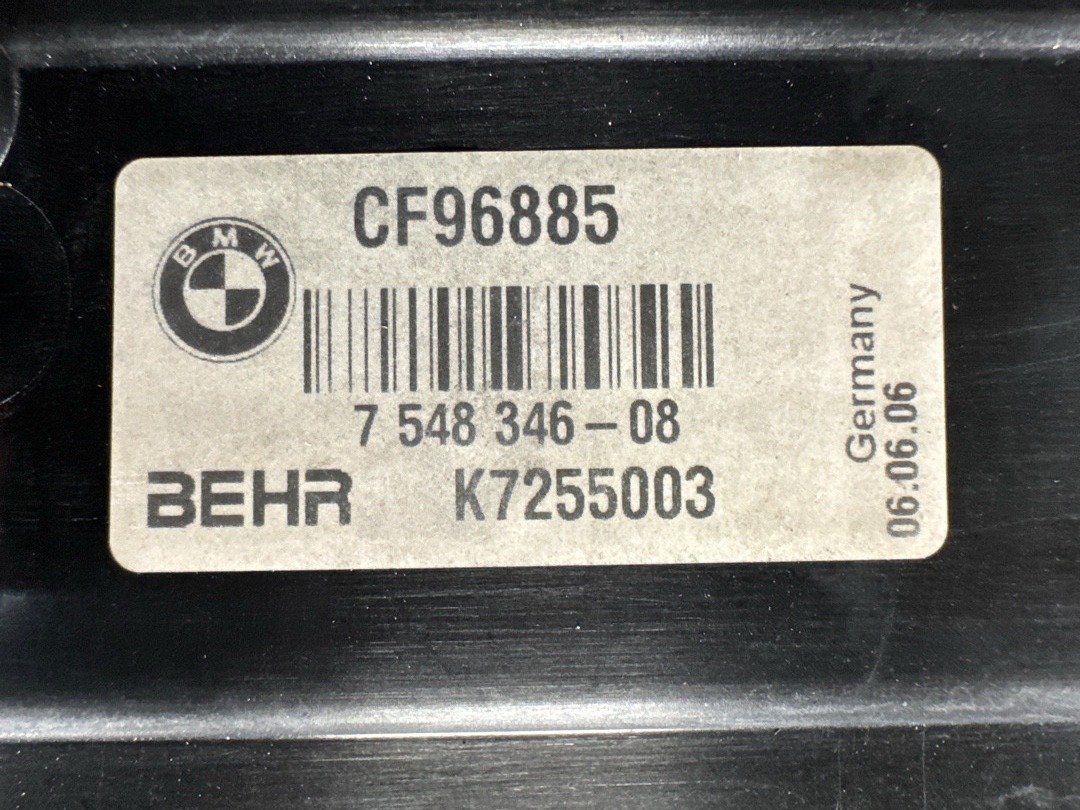 CF96885
BMW
7 548 346-08
BEHR K7255003
Germany
06.06.06